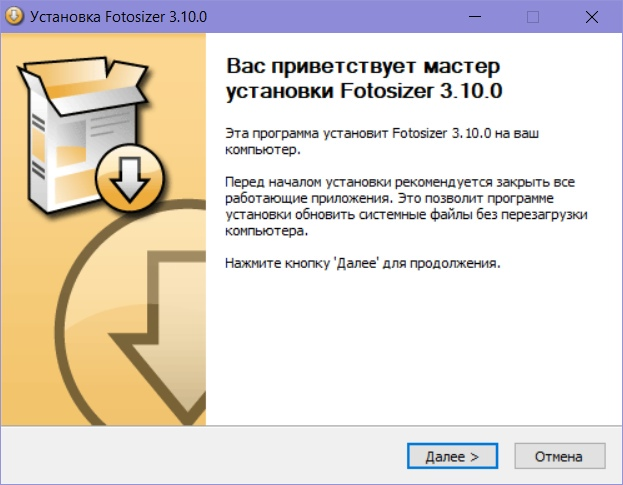 Установка Fotosizer 3.10.0
Вас приветствует мастер
установки Fotosizer 3.10.0
Эта программа установит Fotosizer 3.10.0 на ваш
компьютер.
Перед началом установки рекомендуется закрыть все
работающие приложения. Это позволит программе
установки обновить системные файлы без перезагрузки
компьютера.
Нажмите кнопку 'Далее' для продолжения.
Далее >
Отмена